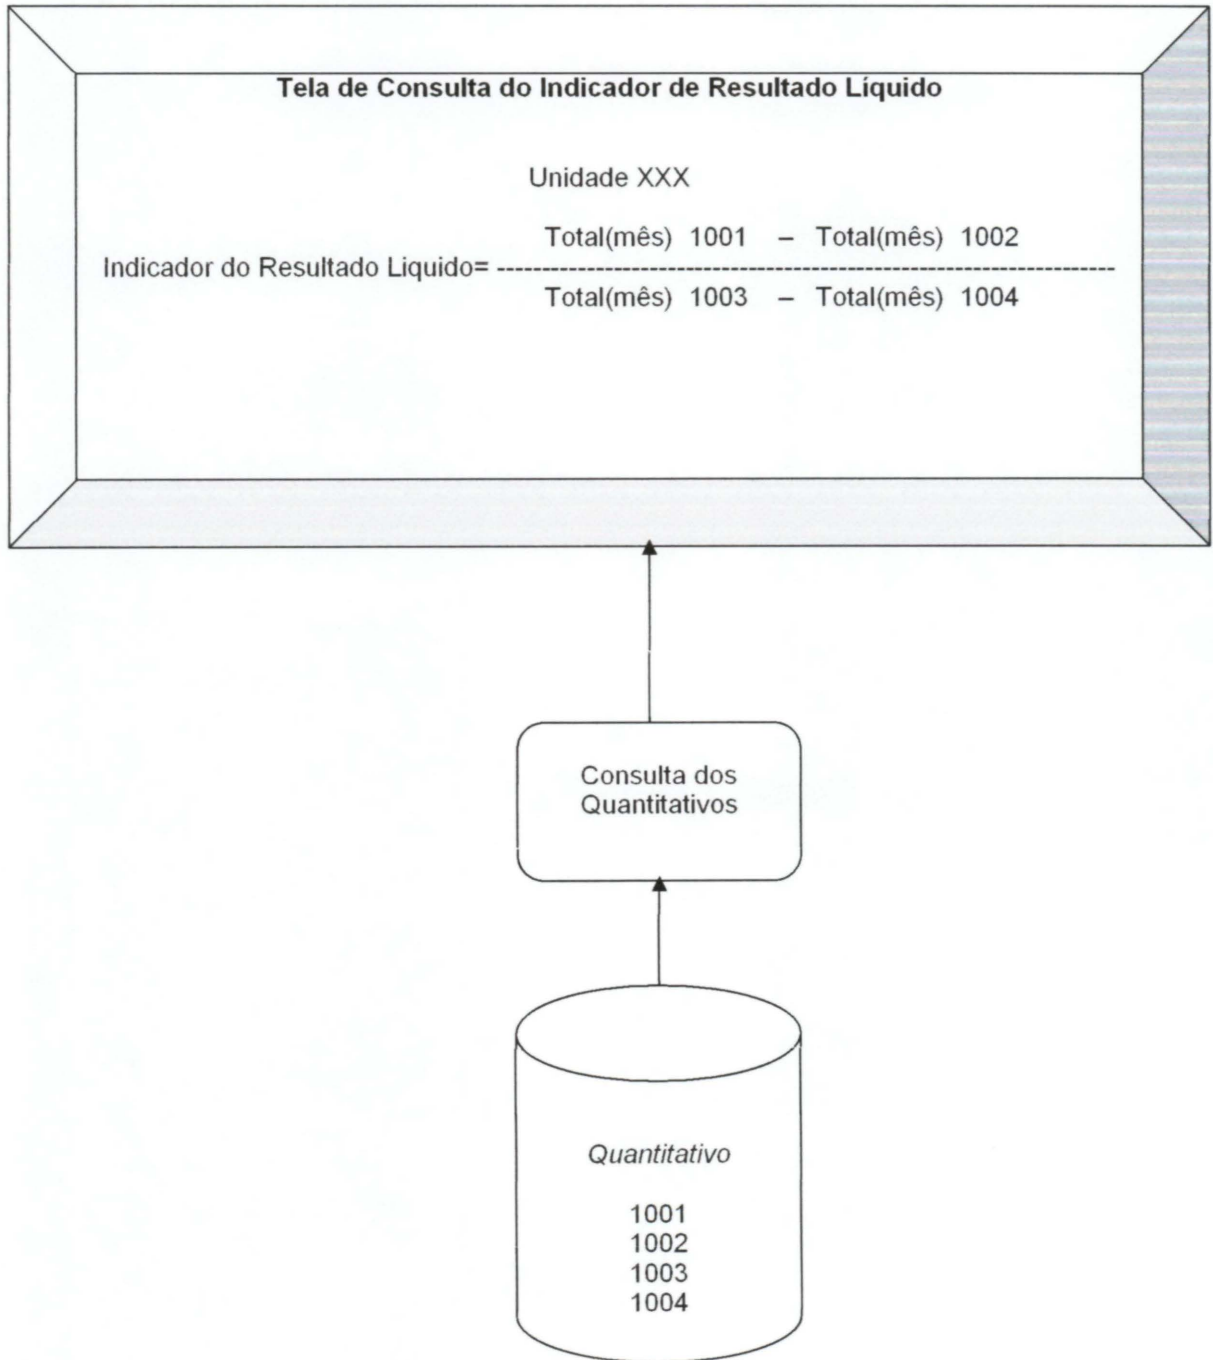 Tela de Consulta do Indicador de Resultado Líquido
Unidade XXX
Total(mês) 1001 – Total(mês) 1002
Indicador do Resultado Liquido= ------------------------------------------------------------------------
Total(mês) 1003 – Total(mês) 1004
Consulta dos
Quantitativos
Quantitativo
1001
1002
1003
1004